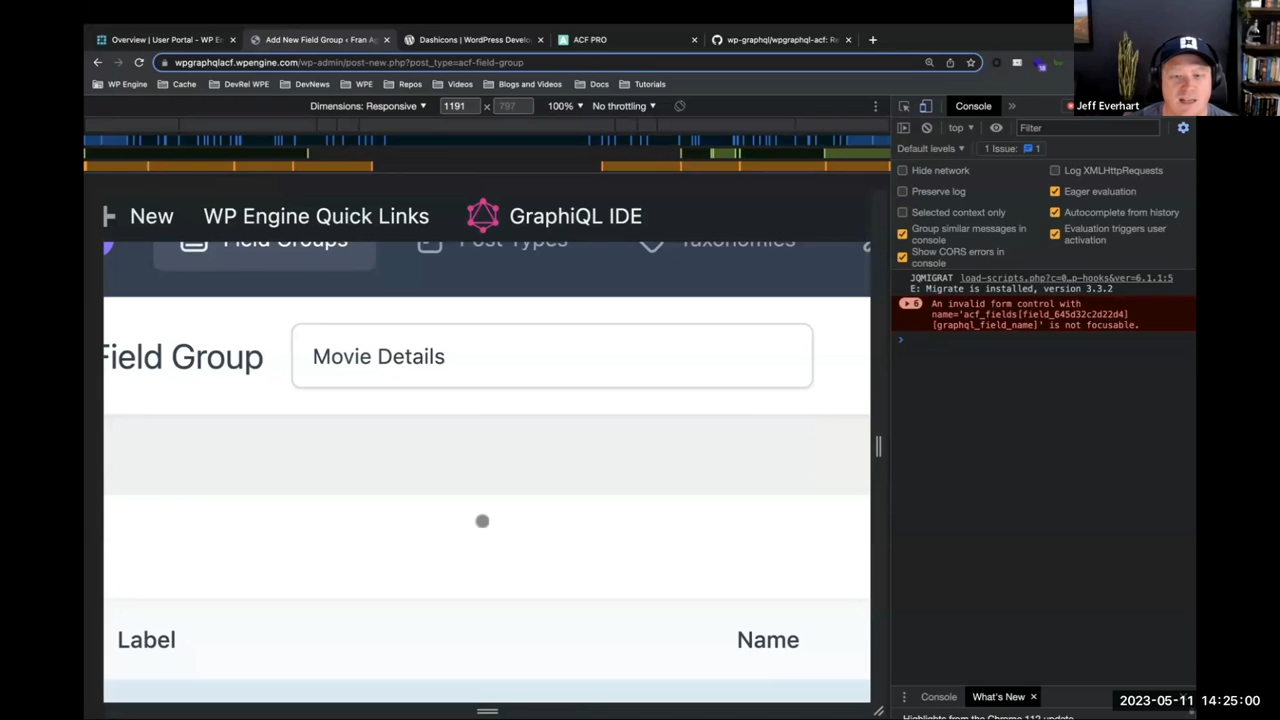 Overview | User Portal - WP E
Add New Field Group ‹ Fran A
Dashicons | WordPress Develo
ACF PRO
wp-graphql/wpgraphql-acf: Re
wpgraphqlacf.wpengine.com/wp-admin/post-new.php?post_type=acf-field-group
WP Engine
Cache
DevRel WPE
DevNews
WPE
Repos
Videos
Blogs and Videos
Docs
Tutorials
Jeff Everhart
Dimensions: Responsive
1191
×
797
100%
No throttling
Console
top
Filter
Default levels
1 Issue:
1
Hide network
Log XMLHttpRequests
Preserve log
Eager evaluation
Selected context only
Autocomplete from history
Group similar messages in
console
Evaluation triggers user
activation
Show CORS errors in
console
New
WP Engine Quick Links
GraphiQL IDE
Field Groups
Post Types
Taxonomies
JQMIGRAT load-scripts.php?c=0…p-hooks&ver=6.1.1:5
E: Migrate is installed, version 3.3.2
6
An invalid form control with
name='acf_fields[field_645d32c2d22d4]
[graphql_field_name]' is not focusable.
Field Group
Movie Details
Label
Name
Console
What's New
2023-05-11 14:25:00
Highlights from the Chrome 112 update